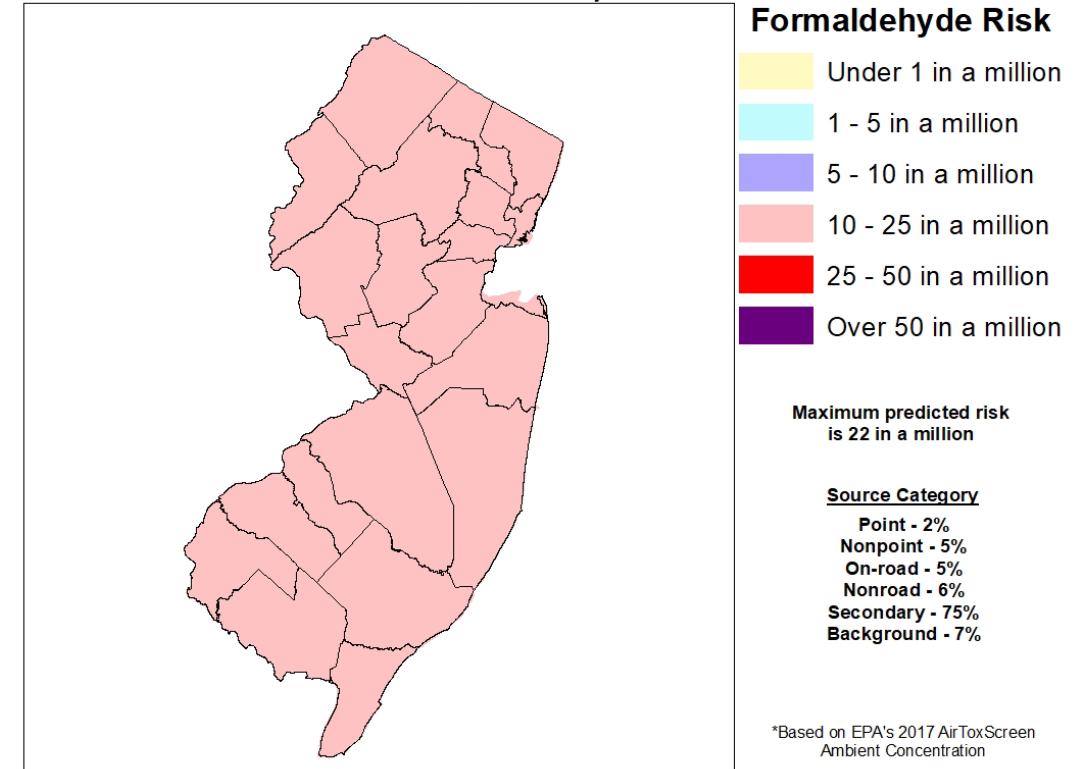 Formaldehyde Risk
Under 1 in a million
1 - 5 in a million
5 - 10 in a million
10 - 25 in a million
25 - 50 in a million
Over 50 in a million
Maximum predicted risk
is 22 in a million
Source Category
Point - 2%
Nonpoint - 5%
On-road - 5%
Nonroad - 6%
Secondary - 75%
Background - 7%
*Based on EPA's 2017 AirToxScreen
Ambient Concentration